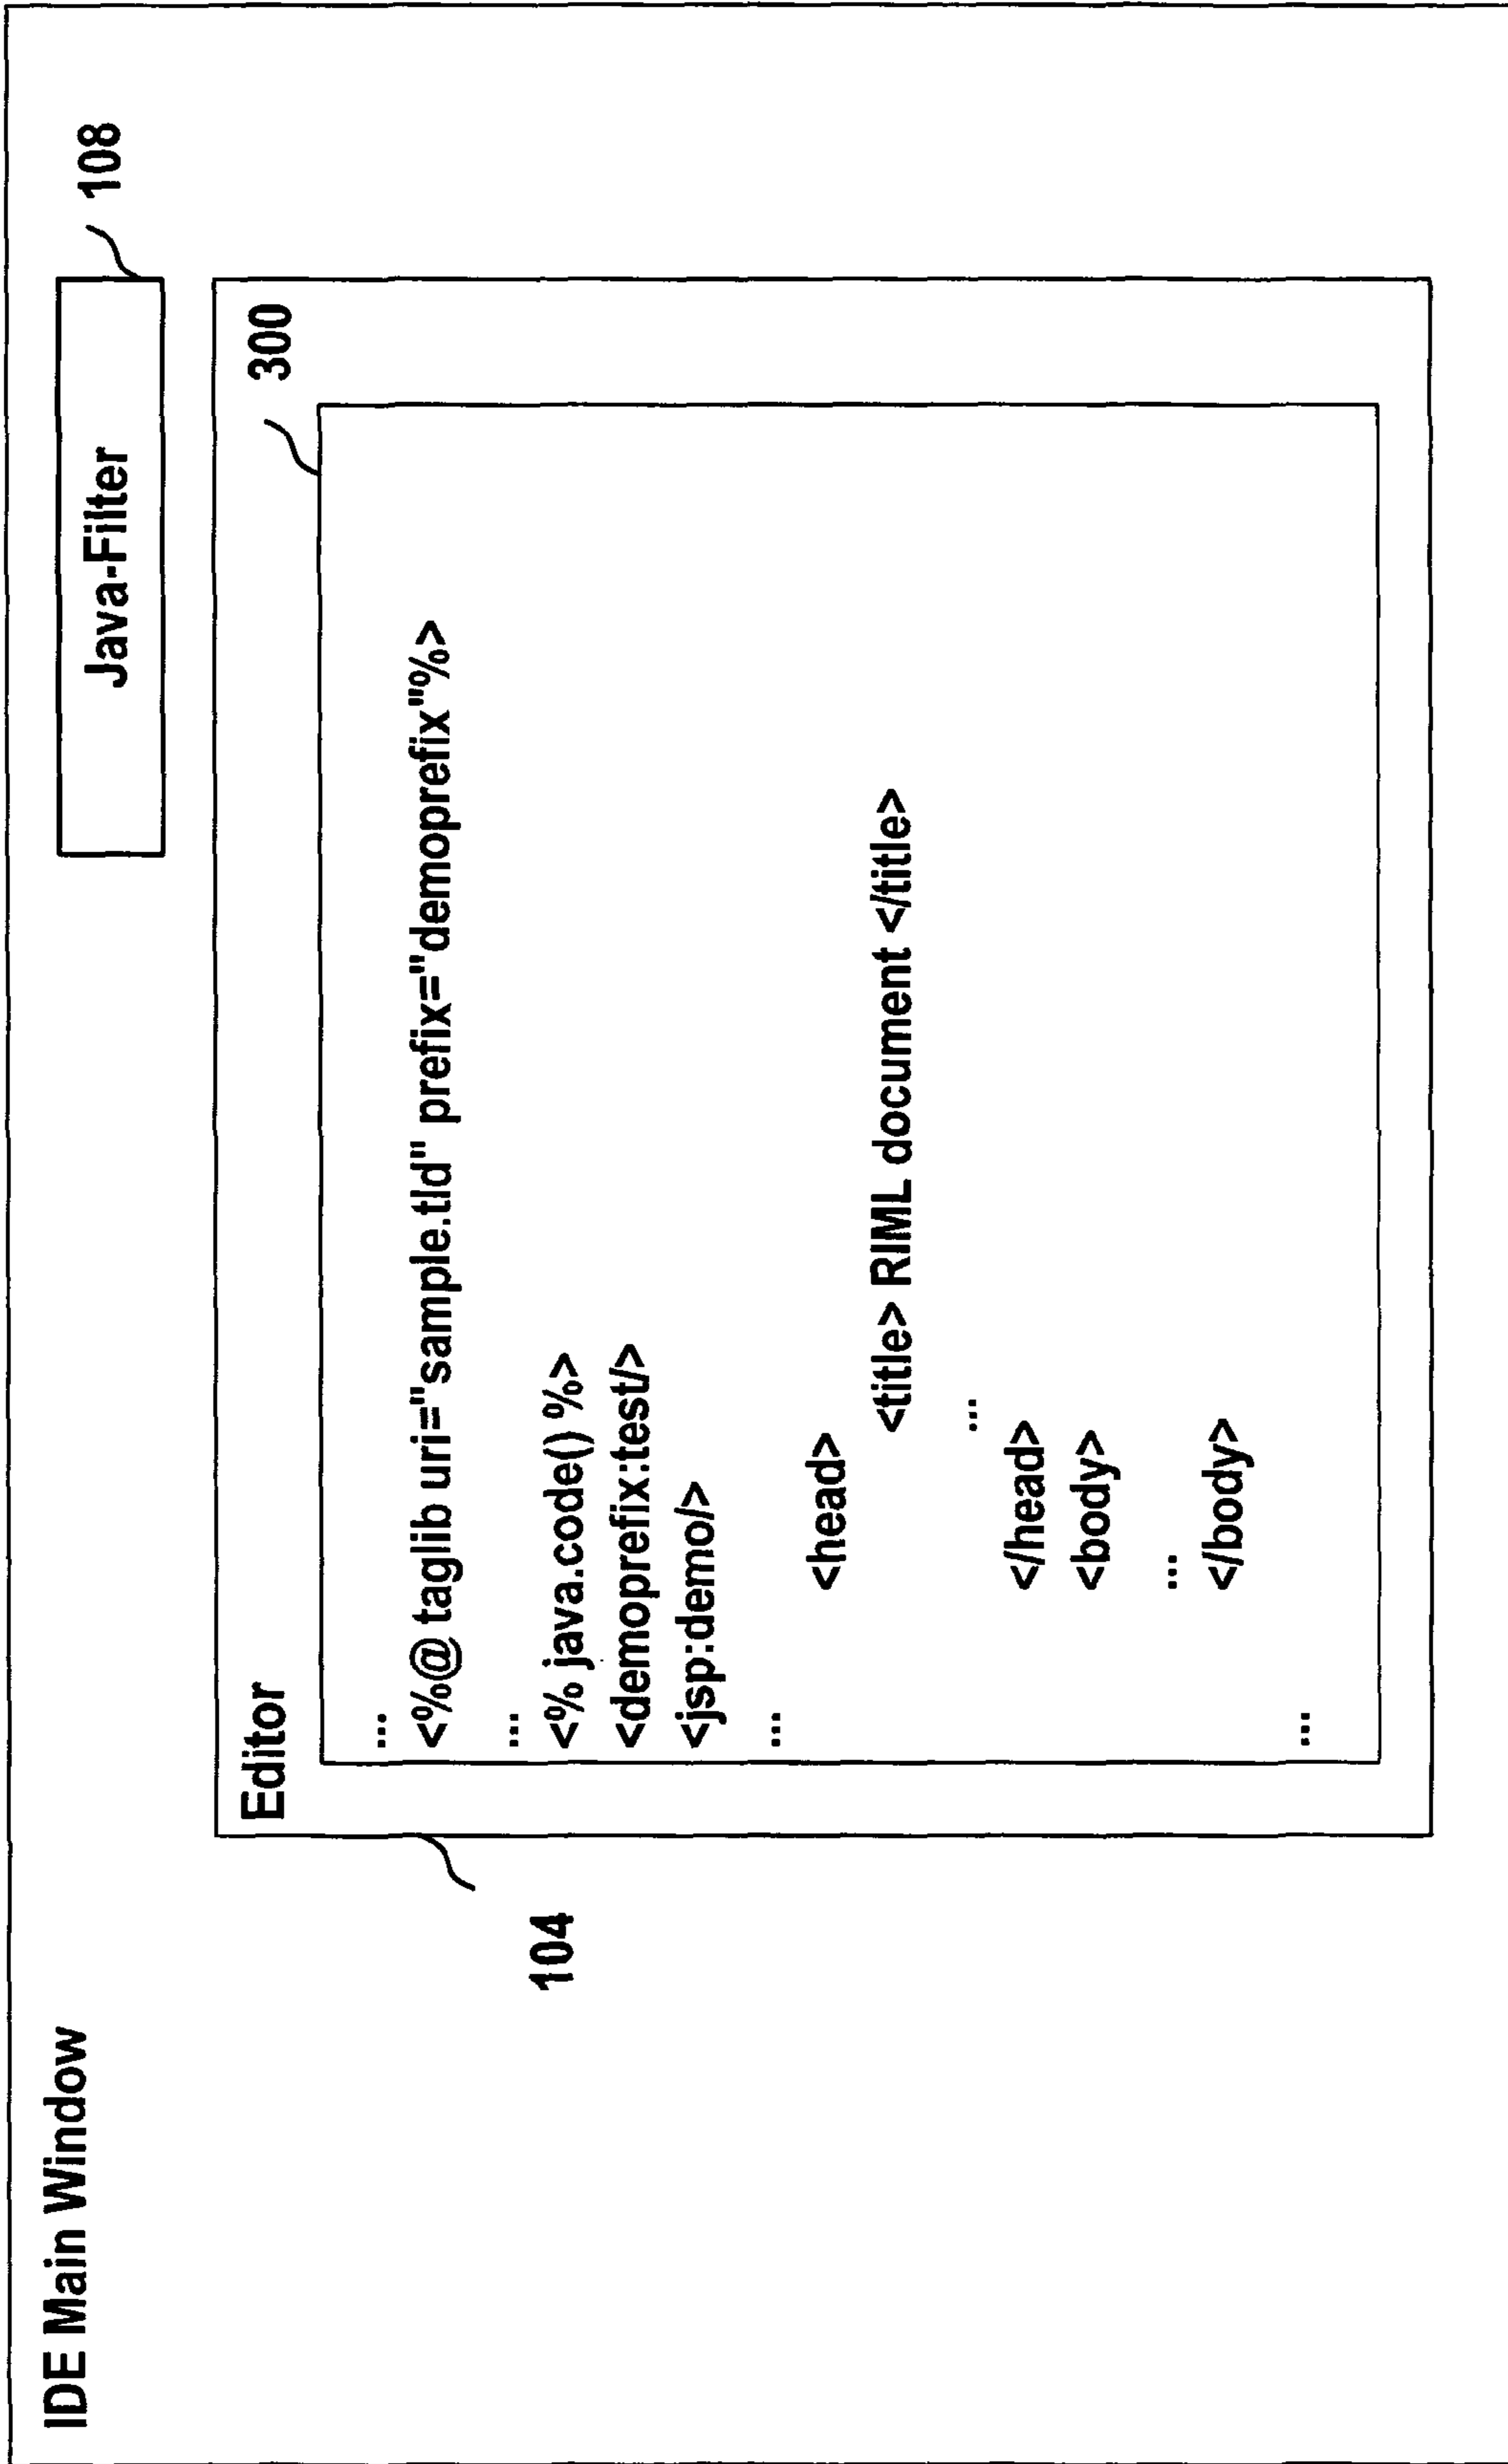 IDE Main Window
Java-Filter
108
Editor
300
...
<%@ taglib uri="sample.tld" prefix="demoprefix"%>
...
<% java.code() %>
<demoprefix:test/>
<jsp:demo/>
...
<head>
<title> RIML document </title>
...
</head>
<body>
...
</body>
...
104